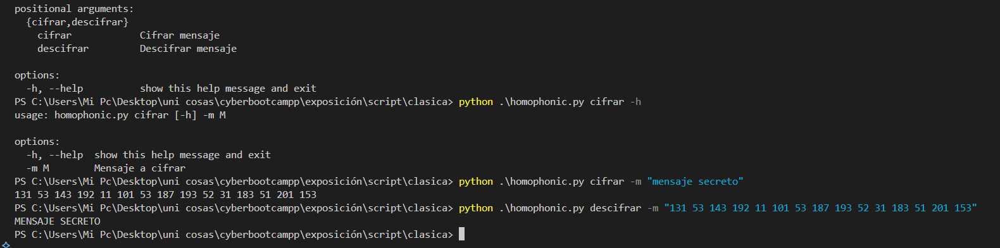 positional arguments:
  {cifrar,descifrar}
    cifrar            Cifrar mensaje
    descifrar         Descifrar mensaje

options:
  -h, --help          show this help message and exit
PS C:\Users\Mi Pc\Desktop\uni cosas\cyberbootcampp\exposición\script\clasica> python .\homophonic.py cifrar -h
usage: homophonic.py cifrar [-h] -m M

options:
  -h, --help  show this help message and exit
  -m M        Mensaje a cifrar
PS C:\Users\Mi Pc\Desktop\uni cosas\cyberbootcampp\exposición\script\clasica> python .\homophonic.py cifrar -m "mensaje secreto"
131 53 143 192 11 101 53 187 193 52 31 183 51 201 153
PS C:\Users\Mi Pc\Desktop\uni cosas\cyberbootcampp\exposición\script\clasica> python .\homophonic.py descifrar -m "131 53 143 192 11 101 53 187 193 52 31 183 51 201 153"
MENSAJE SECRETO
PS C:\Users\Mi Pc\Desktop\uni cosas\cyberbootcampp\exposición\script\clasica>